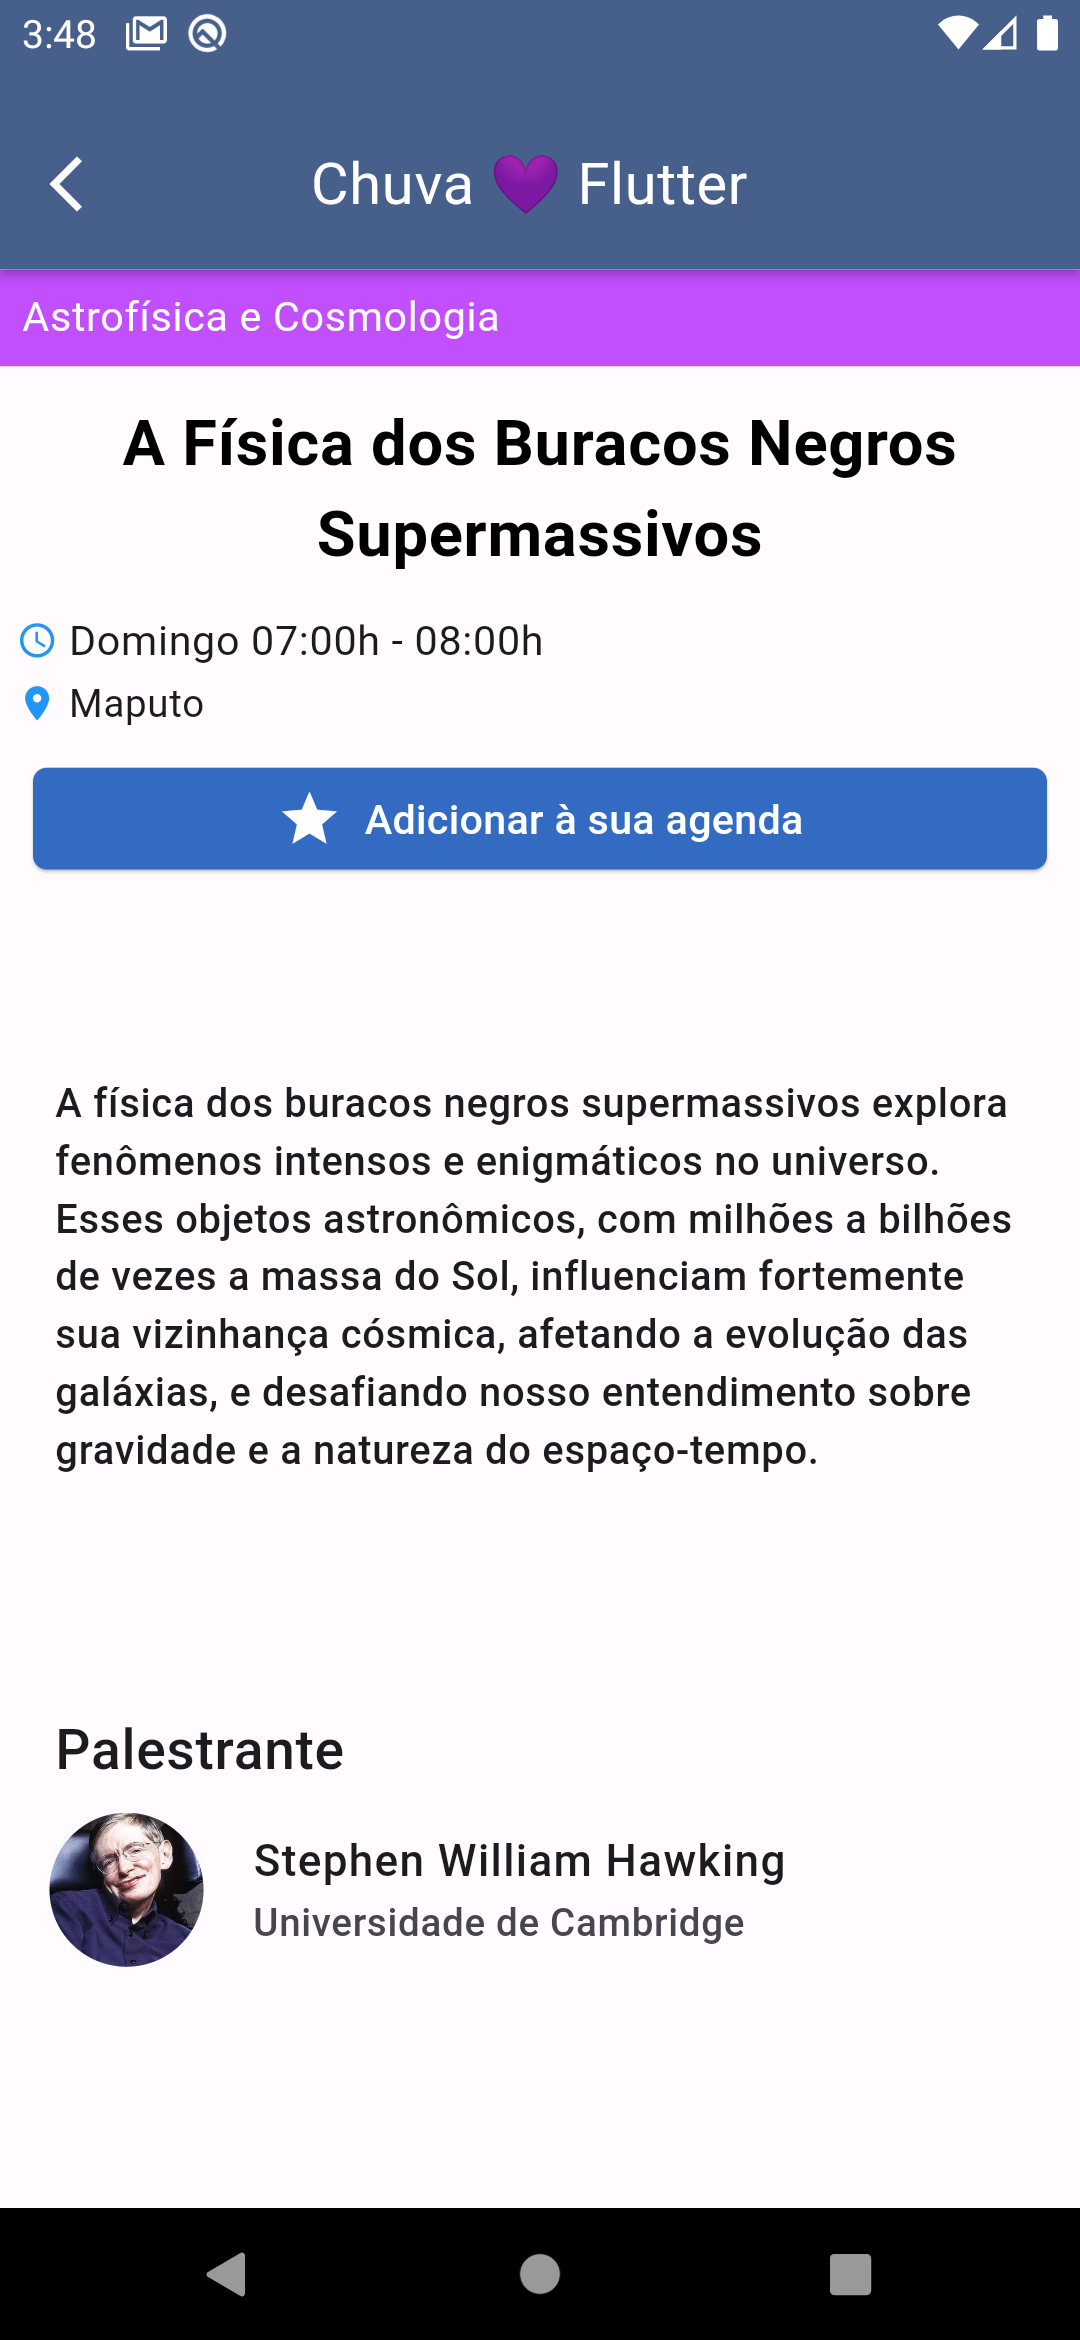 3:48
Chuva 💜 Flutter
Astrofísica e Cosmologia
A Física dos Buracos Negros
Supermassivos
Domingo 07:00h - 08:00h
Maputo
Adicionar à sua agenda
A física dos buracos negros supermassivos explora
fenômenos intensos e enigmáticos no universo.
Esses objetos astronômicos, com milhões a bilhões
de vezes a massa do Sol, influenciam fortemente
sua vizinhança cósmica, afetando a evolução das
galáxias, e desafiando nosso entendimento sobre
gravidade e a natureza do espaço-tempo.
Palestrante
Stephen William Hawking
Universidade de Cambridge